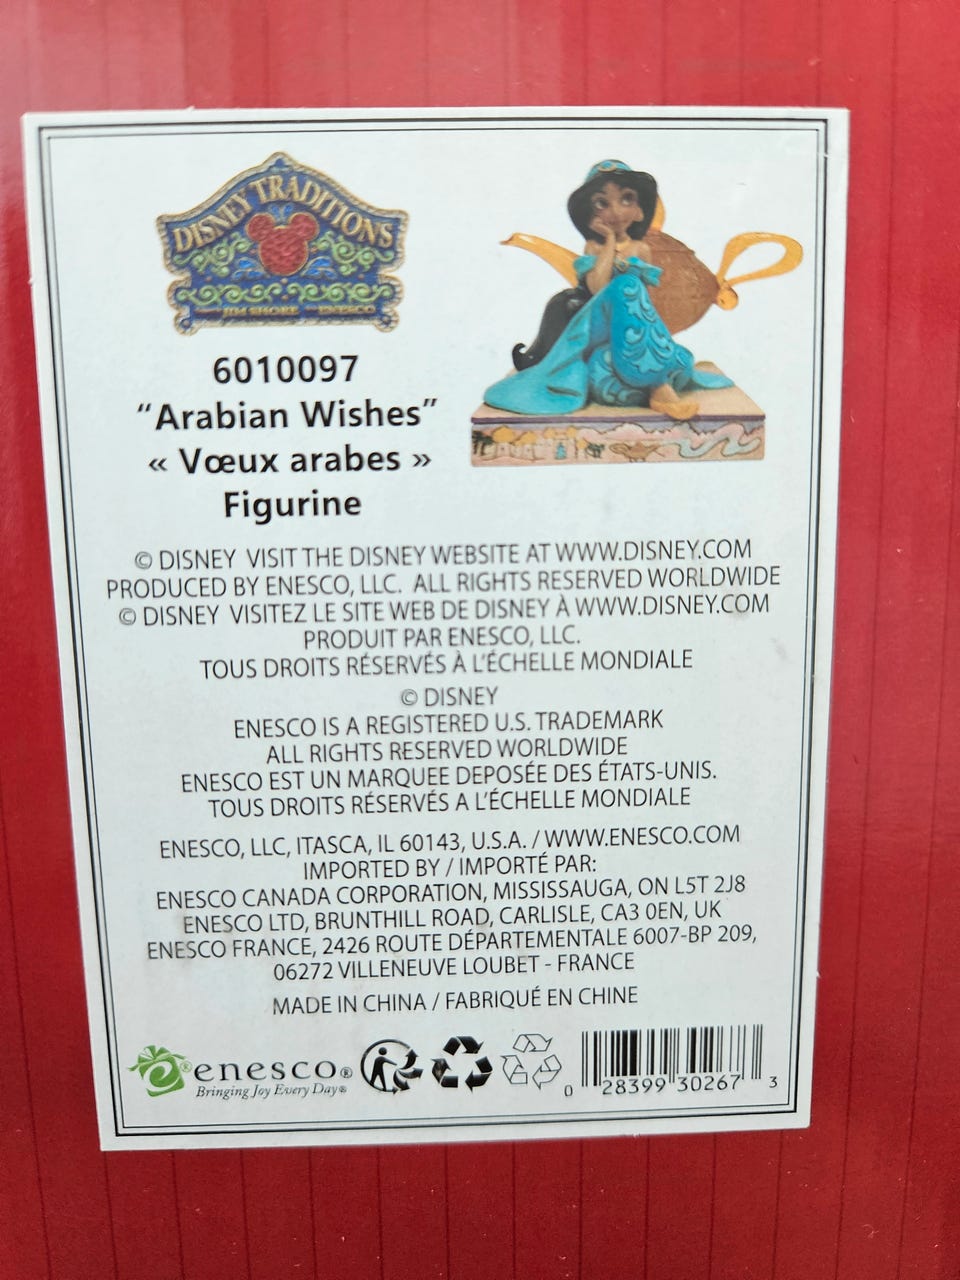 DISNEY TRADITIONS
JIM SHORE ENESCO
6010097
“Arabian Wishes”
« Vœux arabes »
Figurine
© DISNEY VISIT THE DISNEY WEBSITE AT WWW.DISNEY.COM
PRODUCED BY ENESCO, LLC. ALL RIGHTS RESERVED WORLDWIDE
© DISNEY VISITEZ LE SITE WEB DE DISNEY À WWW.DISNEY.COM
PRODUIT PAR ENESCO, LLC.
TOUS DROITS RÉSERVÉS À L’ÉCHELLE MONDIALE
© DISNEY
ENESCO IS A REGISTERED U.S. TRADEMARK
ALL RIGHTS RESERVED WORLDWIDE
ENESCO EST UN MARQUEE DEPOSÉE DES ÉTATS-UNIS.
TOUS DROITS RÉSERVÉS A L’ÉCHELLE MONDIALE
ENESCO, LLC, ITASCA, IL 60143, U.S.A. / WWW.ENESCO.COM
IMPORTED BY / IMPORTÉ PAR:
ENESCO CANADA CORPORATION, MISSISSAUGA, ON L5T 2J8
ENESCO LTD, BRUNTHILL ROAD, CARLISLE, CA3 0EN, UK
ENESCO FRANCE, 2426 ROUTE DÉPARTEMENTALE 6007-BP 209,
06272 VILLENEUVE LOUBET - FRANCE
MADE IN CHINA / FABRIQUÉ EN CHINE
enesco®
Bringing Joy Every Day®
0 28399 30267 3